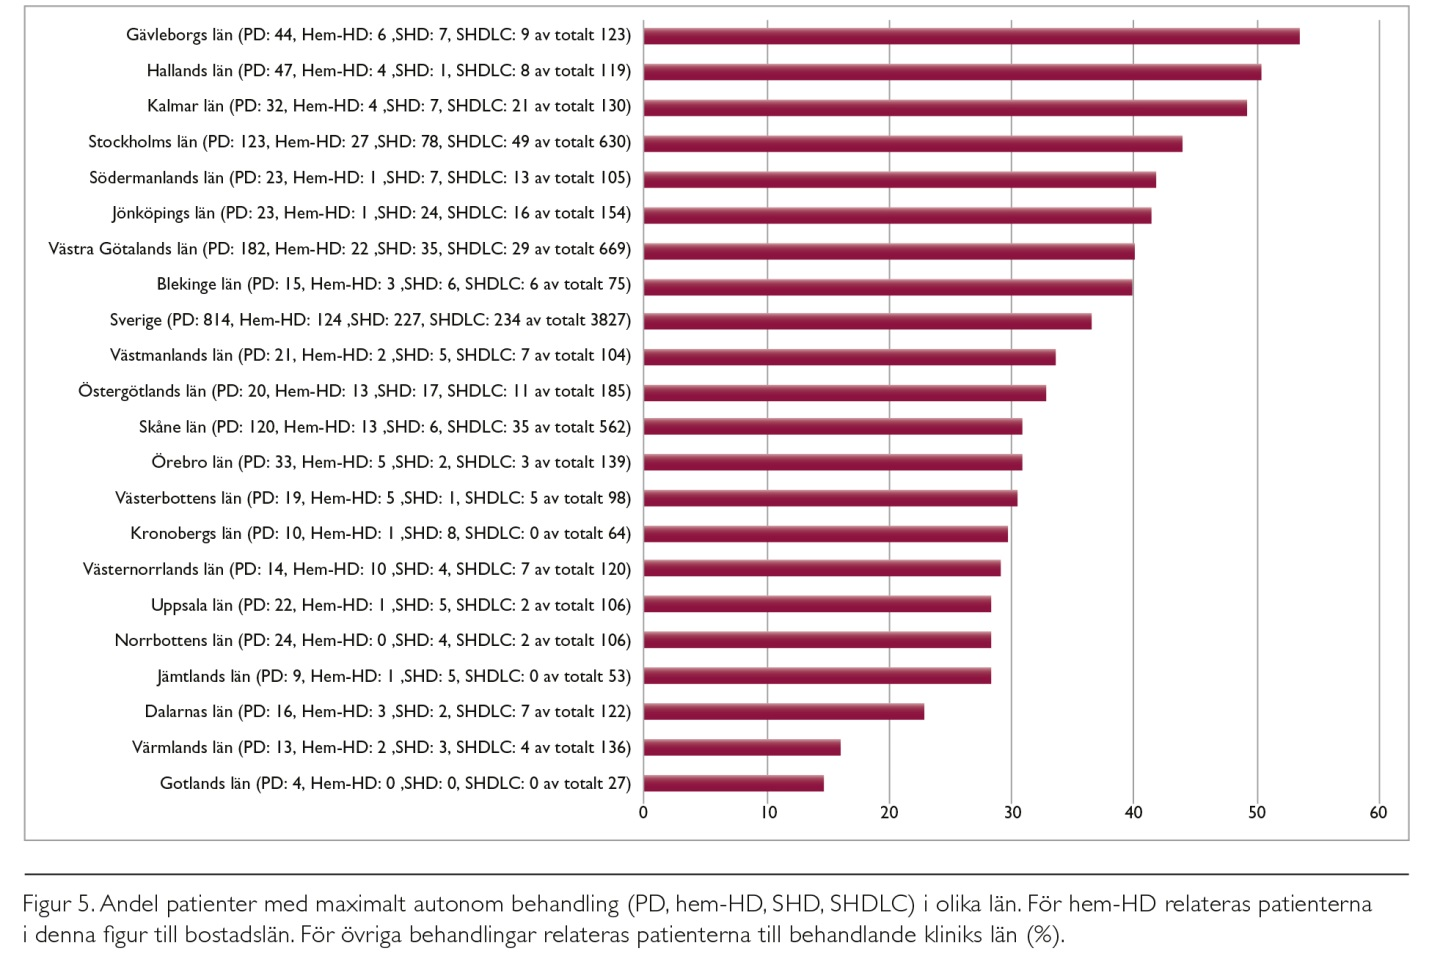 Gävleborgs län (PD: 44, Hem-HD: 6 ,SHD: 7, SHDLC: 9 av totalt 123)
Hallands län (PD: 47, Hem-HD: 4 ,SHD: 1, SHDLC: 8 av totalt 119)
Kalmar län (PD: 32, Hem-HD: 4 ,SHD: 7, SHDLC: 21 av totalt 130)
Stockholms län (PD: 123, Hem-HD: 27 ,SHD: 78, SHDLC: 49 av totalt 630)
Södermanlands län (PD: 23, Hem-HD: 1 ,SHD: 7, SHDLC: 13 av totalt 105)
Jönköpings län (PD: 23, Hem-HD: 1 ,SHD: 24, SHDLC: 16 av totalt 154)
Västra Götalands län (PD: 182, Hem-HD: 22 ,SHD: 35, SHDLC: 29 av totalt 669)
Blekinge län (PD: 15, Hem-HD: 3 ,SHD: 6, SHDLC: 6 av totalt 75)
Sverige (PD: 814, Hem-HD: 124 ,SHD: 227, SHDLC: 234 av totalt 3827)
Västmanlands län (PD: 21, Hem-HD: 2 ,SHD: 5, SHDLC: 7 av totalt 104)
Östergötlands län (PD: 20, Hem-HD: 13 ,SHD: 17, SHDLC: 11 av totalt 185)
Skåne län (PD: 120, Hem-HD: 13 ,SHD: 6, SHDLC: 35 av totalt 562)
Örebro län (PD: 33, Hem-HD: 5 ,SHD: 2, SHDLC: 3 av totalt 139)
Västerbottens län (PD: 19, Hem-HD: 5 ,SHD: 1, SHDLC: 5 av totalt 98)
Kronobergs län (PD: 10, Hem-HD: 1 ,SHD: 8, SHDLC: 0 av totalt 64)
Västernorrlands län (PD: 14, Hem-HD: 10 ,SHD: 4, SHDLC: 7 av totalt 120)
Uppsala län (PD: 22, Hem-HD: 1 ,SHD: 5, SHDLC: 2 av totalt 106)
Norrbottens län (PD: 24, Hem-HD: 0 ,SHD: 4, SHDLC: 2 av totalt 106)
Jämtlands län (PD: 9, Hem-HD: 1 ,SHD: 5, SHDLC: 0 av totalt 53)
Dalarnas län (PD: 16, Hem-HD: 3 ,SHD: 2, SHDLC: 7 av totalt 122)
Värmlands län (PD: 13, Hem-HD: 2 ,SHD: 3, SHDLC: 4 av totalt 136)
Gotlands län (PD: 4, Hem-HD: 0 ,SHD: 0, SHDLC: 0 av totalt 27)
0 10 20 30 40 50 60
Figur 5. Andel patienter med maximalt autonom behandling (PD, hem-HD, SHD, SHDLC) i olika län. För hem-HD relateras patienterna
i denna figur till bostadslän. För övriga behandlingar relateras patienterna till behandlande kliniks län (%).